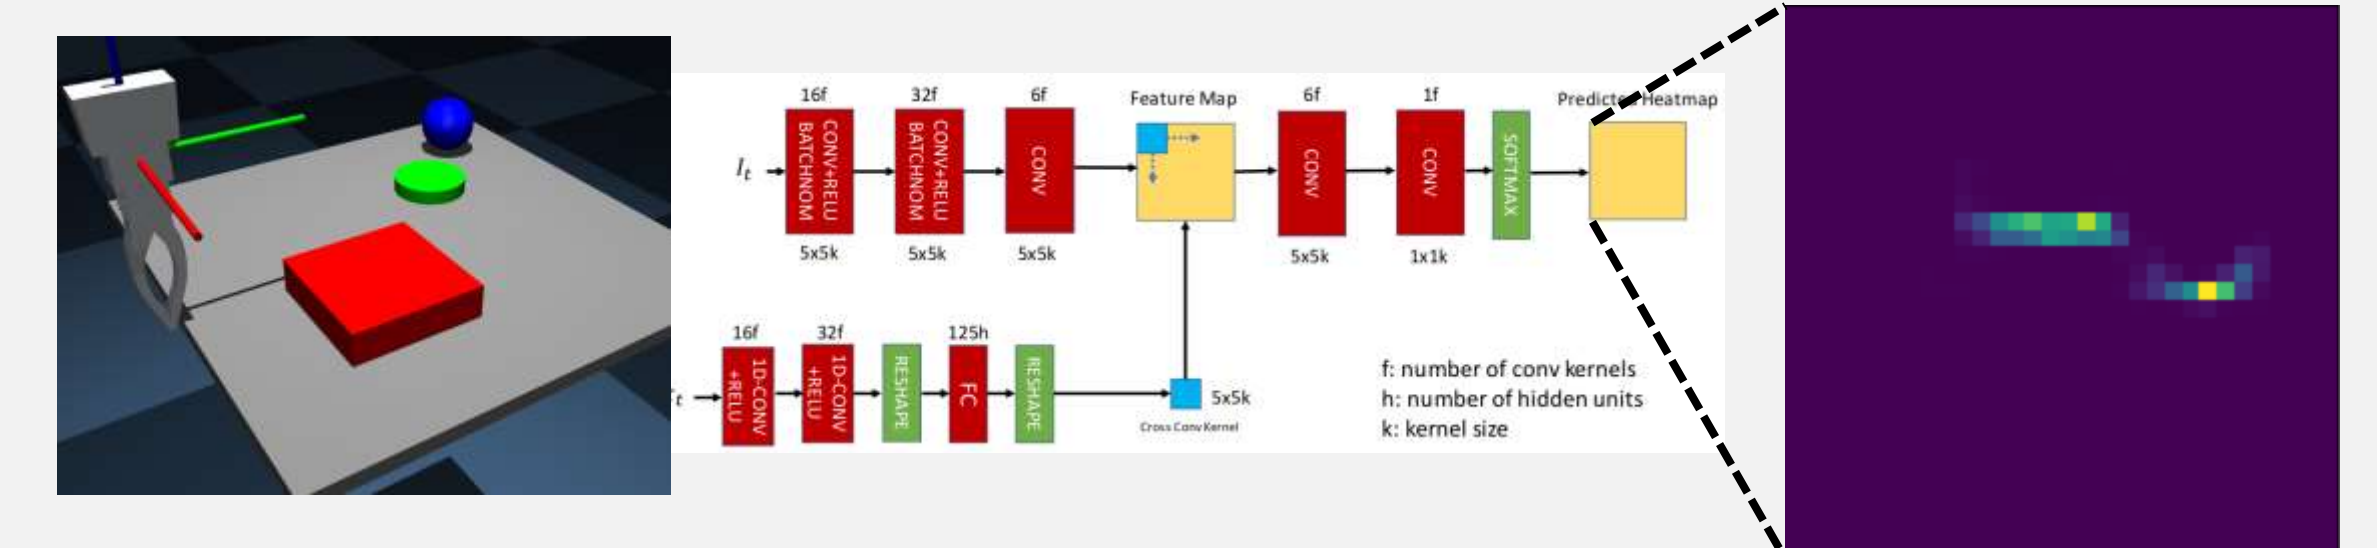 16f
32f
6f
Feature Map
6f
1f
Predicted Heatmap
I_t
CONV+RELU
BATCHNOM
CONV+RELU
BATCHNOM
CONV
CONV
CONV
SOFTMAX
5x5k
5x5k
5x5k
5x5k
1x1k
16f
32f
125h
t
1D-CONV
+RELU
1D-CONV
+RELU
RESHAPE
FC
RESHAPE
5x5k
Cross Conv Kernel
f: number of conv kernels
h: number of hidden units
k: kernel size